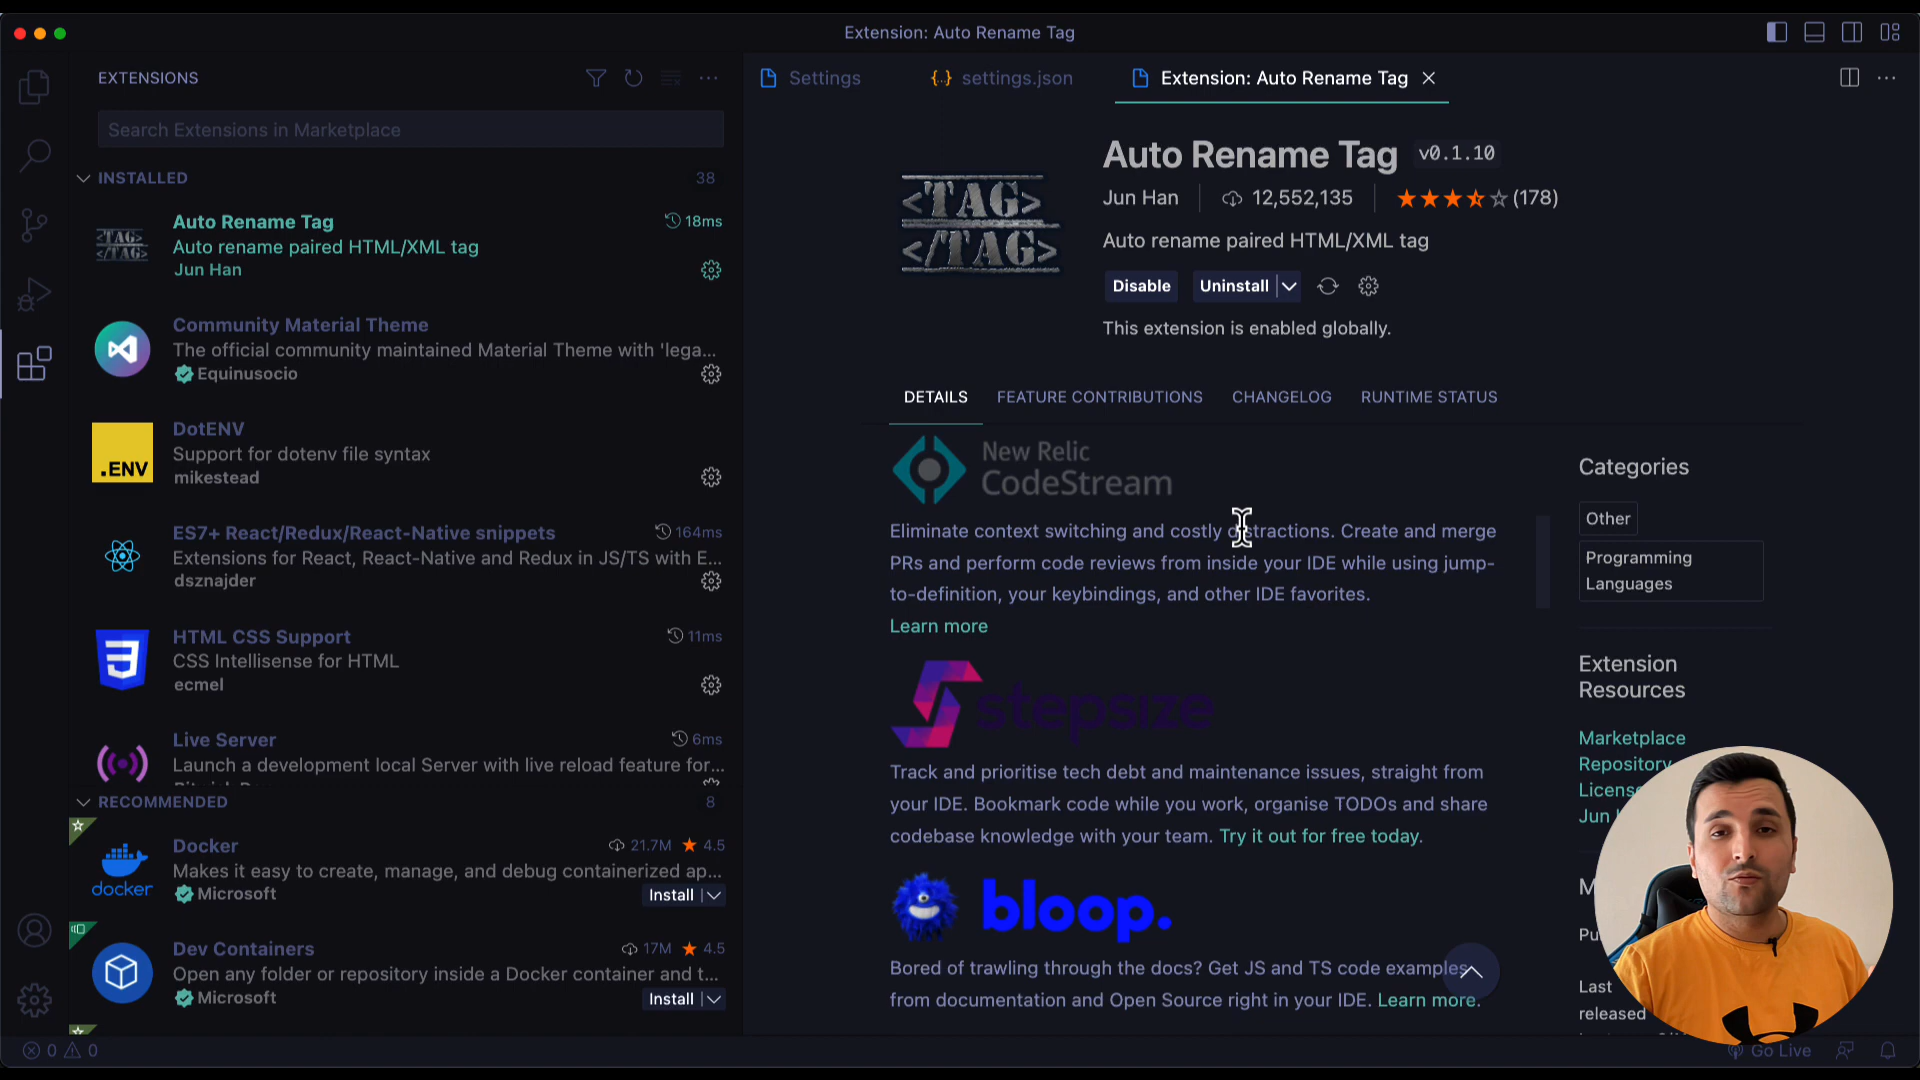 Extension: Auto Rename Tag
EXTENSIONS
Search Extensions in Marketplace
INSTALLED 38
Auto Rename Tag 18ms
Auto rename paired HTML/XML tag
Jun Han
Community Material Theme
The official community maintained Material Theme with 'lega...
Equinusocio
.ENV
DotENV
Support for dotenv file syntax
mikestead
ES7+ React/Redux/React-Native snippets 164ms
Extensions for React, React-Native and Redux in JS/TS with E...
dsznajder
HTML CSS Support 11ms
CSS Intellisense for HTML
ecmel
Live Server 6ms
Launch a development local Server with live reload feature for...
RECOMMENDED 8
Docker 21.7M ★ 4.5
Makes it easy to create, manage, and debug containerized ap...
docker
Microsoft Install
Dev Containers 17M ★ 4.5
Open any folder or repository inside a Docker container and t...
Microsoft Install
0 0
Settings
{..} settings.json
Extension: Auto Rename Tag
<TAG>
</TAG>
Auto Rename Tag v0.1.10
Jun Han 12,552,135 (178)
Auto rename paired HTML/XML tag
Disable Uninstall
This extension is enabled globally.
DETAILS FEATURE CONTRIBUTIONS CHANGELOG RUNTIME STATUS
New Relic
CodeStream
Eliminate context switching and costly distractions. Create and merge
PRs and perform code reviews from inside your IDE while using jump-
to-definition, your keybindings, and other IDE favorites.
Learn more
stepsize
Track and prioritise tech debt and maintenance issues, straight from
your IDE. Bookmark code while you work, organise TODOs and share
codebase knowledge with your team. Try it out for free today.
bloop.
Bored of trawling through the docs? Get JS and TS code examples
from documentation and Open Source right in your IDE. Learn more.
Categories
Other
Programming
Languages
Extension
Resources
Marketplace
Repository
License
Jun
Last
released
Go Live